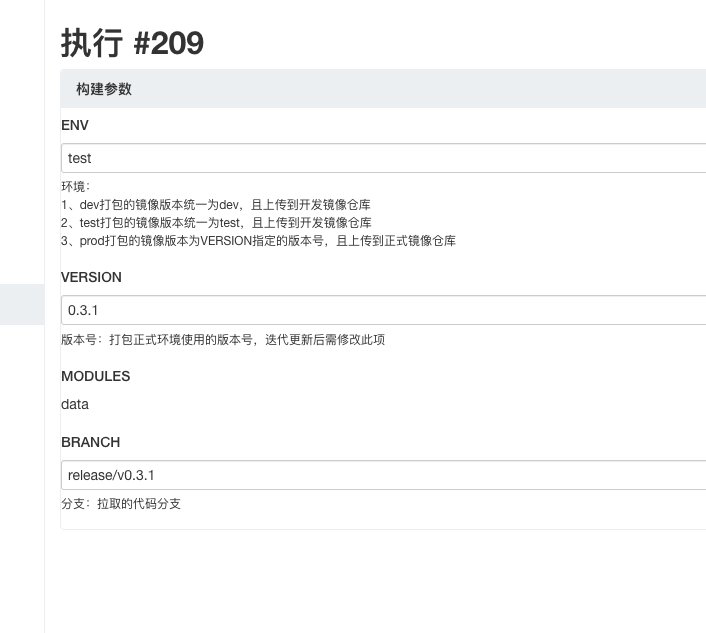 执行 #209
构建参数
ENV
test
环境：
1、dev打包的镜像版本统一为dev，且上传到开发镜像仓库
2、test打包的镜像版本统一为test，且上传到开发镜像仓库
3、prod打包的镜像版本为VERSION指定的版本号，且上传到正式镜像仓库
VERSION
0.3.1
版本号：打包正式环境使用的版本号，迭代更新后需修改此项
MODULES
data
BRANCH
release/v0.3.1
分支：拉取的代码分支